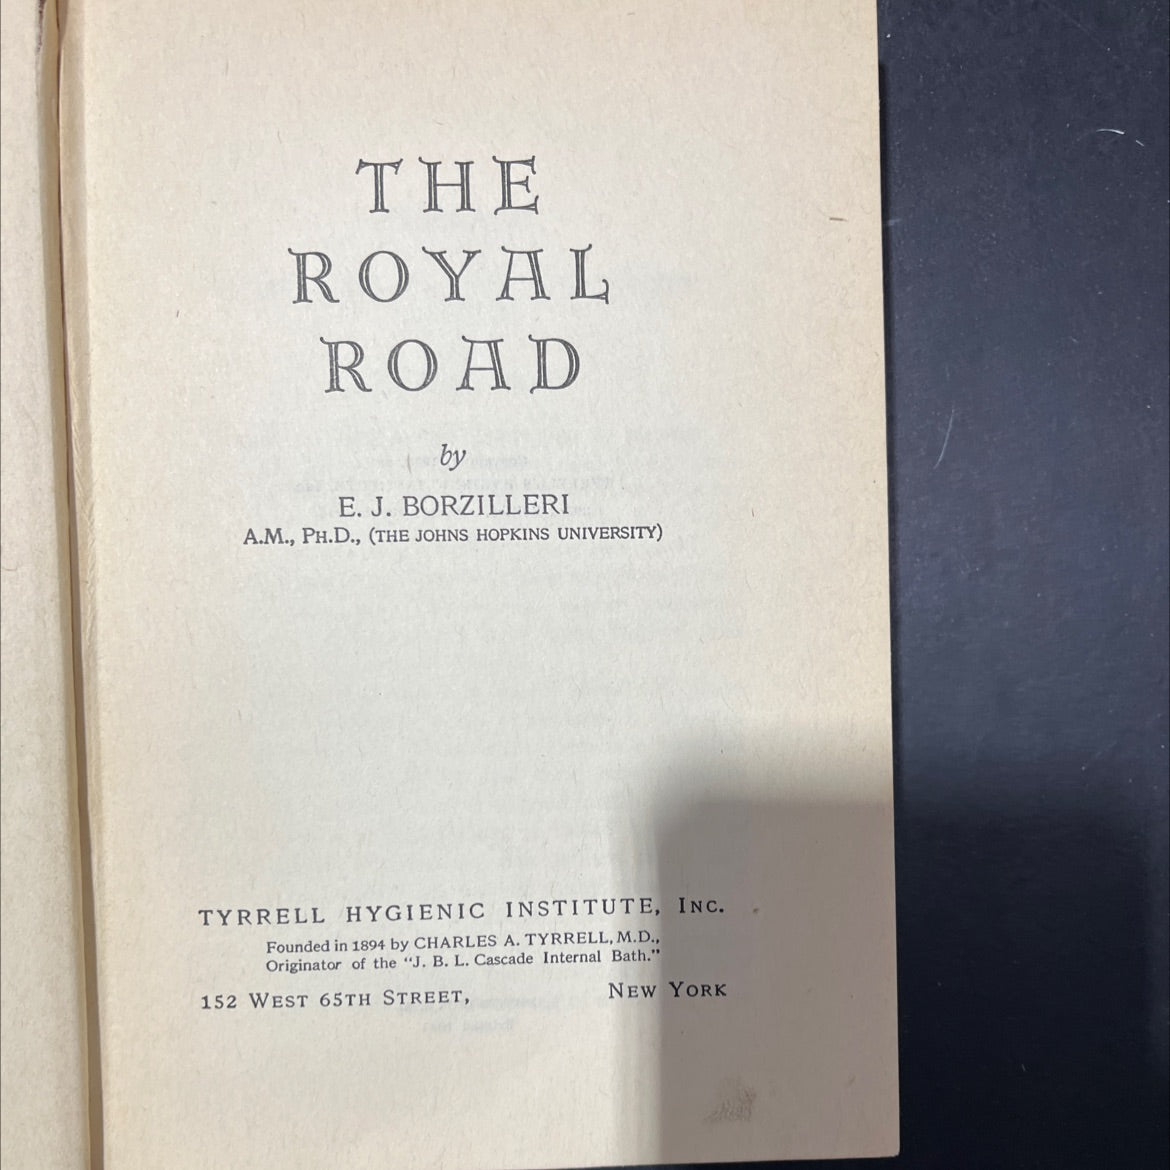 THE
ROYAL
ROAD
by
E. J. BORZILLERI
A.M., PH.D., (THE JOHNS HOPKINS UNIVERSITY)
TYRRELL HYGIENIC INSTITUTE, INC.
Founded in 1894 by CHARLES A. TYRRELL, M.D.,
Originator of the "J. B. L. Cascade Internal Bath."
152 WEST 65TH STREET, NEW YORK